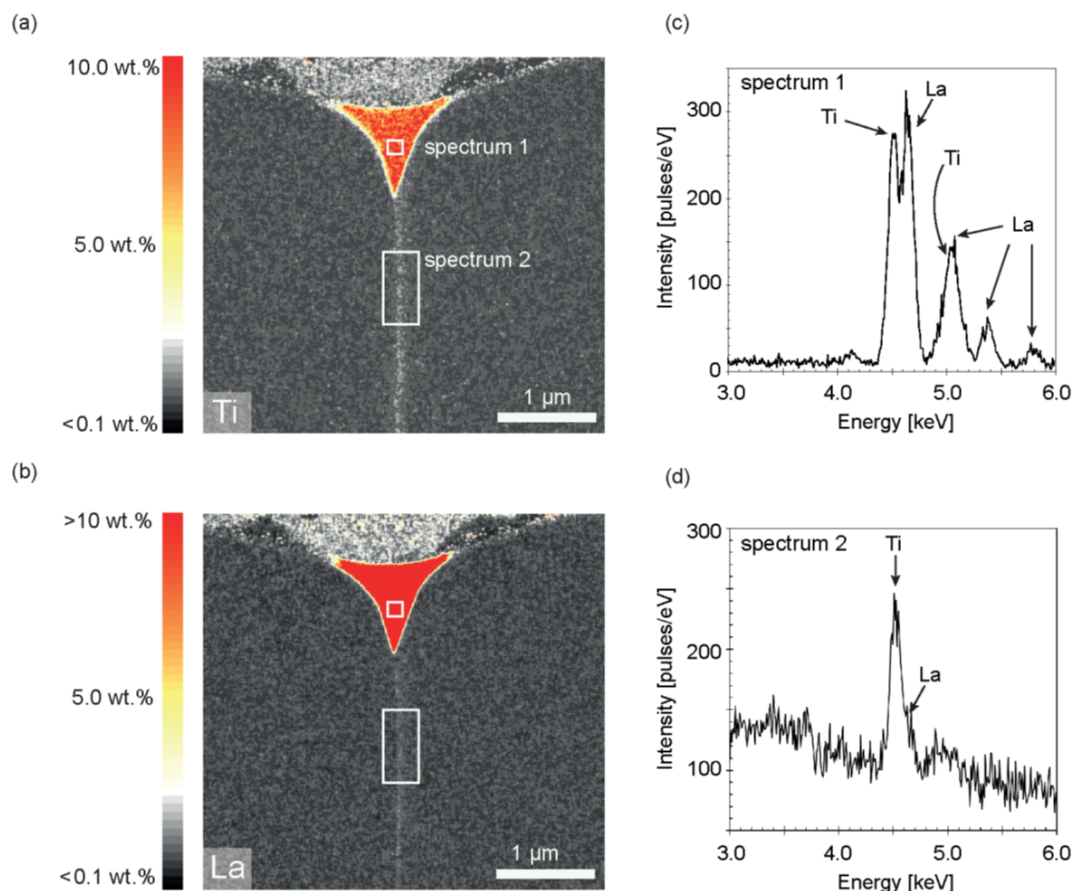 (a)
10.0 wt.%
5.0 wt.%
<0.1 wt.%
spectrum 1
spectrum 2
Ti
1 µm
(c)
spectrum 1
Ti
La
Ti
La
Intensity [pulses/eV]
300
200
100
0
3.0 4.0 5.0 6.0
Energy [keV]
(b)
>10 wt.%
5.0 wt.%
<0.1 wt.%
La
1 µm
(d)
spectrum 2
Ti
La
Intensity [pulses/eV]
300
200
100
3.0 4.0 5.0 6.0
Energy [keV]